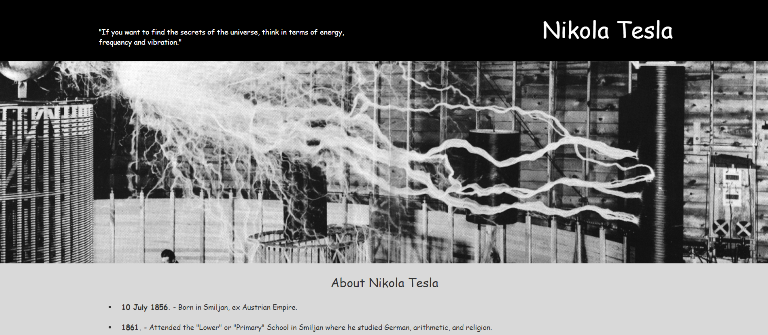 "If you want to find the secrets of the universe, think in terms of energy,
frequency and vibration."
Nikola Tesla
About Nikola Tesla
10 July 1856. - Born in Smiljan, ex Austrian Empire.
1861. - Attended the "Lower" or "Primary" School in Smiljan where he studied German, arithmetic, and religion.